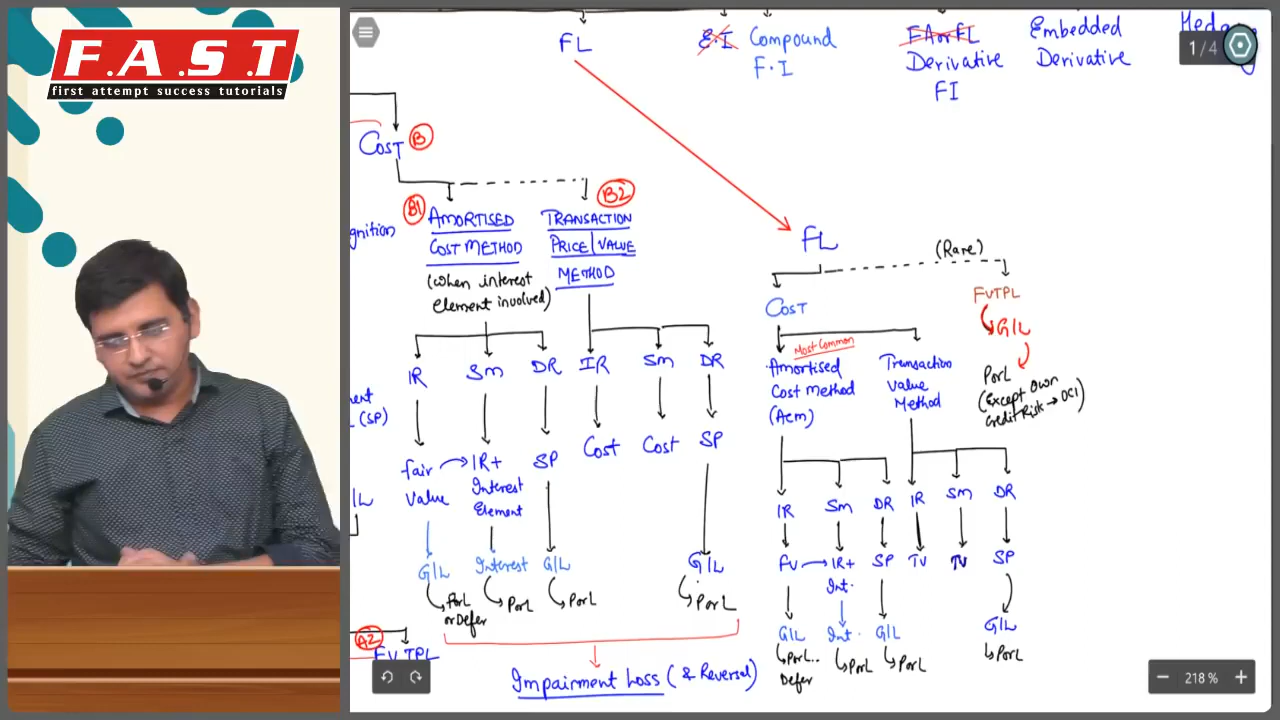 F.A.S.T
first attempt success tutorials
FL
E.I
Compound
F.I
FA or FL
Derivative
FI
Embedded
Derivative
1/4
COST
B
B1
AMORTISED
COST METHOD
(When interest
Element involved)
B2
TRANSACTION
PRICE/VALUE
METHOD
gnition
IR
SM
DR
IR
SM
DR
ment
L (SP)
Fair
Value
IR+
Interest
Element
SP
Cost
Cost
SP
G/L
Interest
G/L
G/L
PorL
or Defer
PorL
PorL
PorL
Impairment Loss (& Reversal)
A2
FVTPL
FL
(Rare)
COST
FVTPL
G/L
PorL
(Except Own
Credit Risk → OCI)
Most Common
Amortised
Cost Method
(ACM)
Transaction
Value
Method
IR
SM
DR
IR
SM
DR
FV
IR+
Int.
SP
TV
TV
SP
G/L
Int.
G/L
G/L
PorL..
Defer
PorL
PorL
PorL
218 %